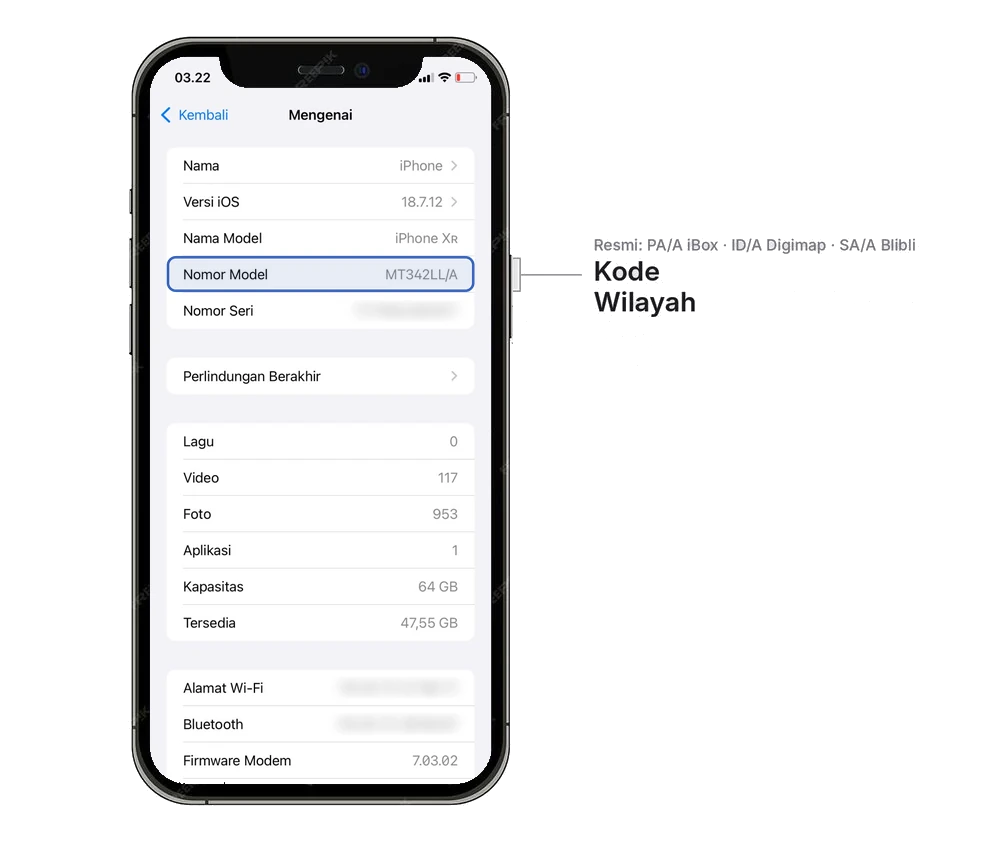 03.22
Kembali
Mengenai
Nama
iPhone
Versi iOS
18.7.12
Nama Model
iPhone XR
Nomor Model
MT342LL/A
Nomor Seri
Perlindungan Berakhir
Lagu
0
Video
117
Foto
953
Aplikasi
1
Kapasitas
64 GB
Tersedia
47,55 GB
Alamat Wi-Fi
Bluetooth
Firmware Modem
7.03.02
Resmi: PA/A iBox · ID/A Digimap · SA/A Blibli
Kode
Wilayah